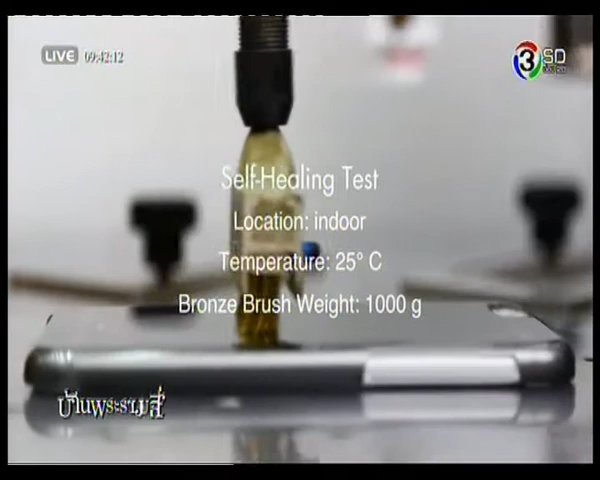 LIVE 09:42:12
3 SD
Self-Healing Test
Location: indoor
Temperature: 25° C
Bronze Brush Weight: 1000 g
บ้านพระรามสี่